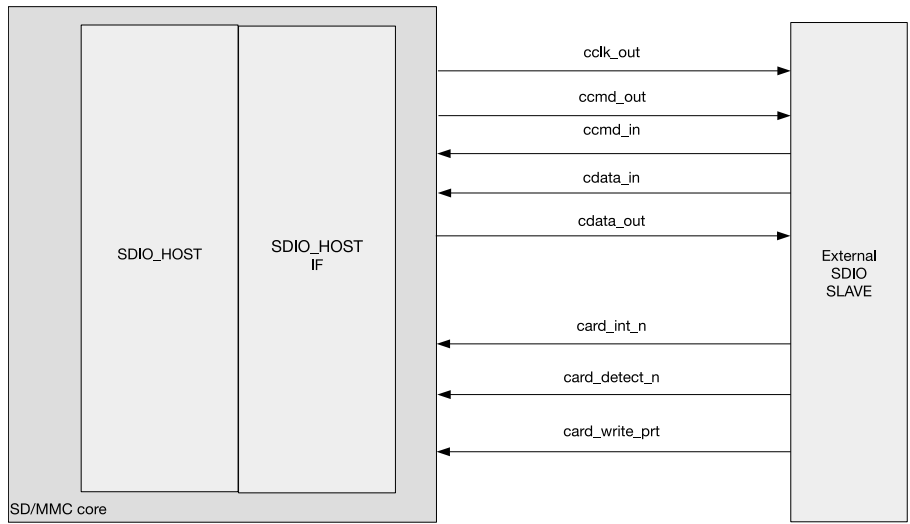 cclk_out
ccmd_out
ccmd_in
cdata_in
cdata_out
SDIO_HOST
SDIO_HOST
IF
External
SDIO
SLAVE
card_int_n
card_detect_n
card_write_prt
SD/MMC core